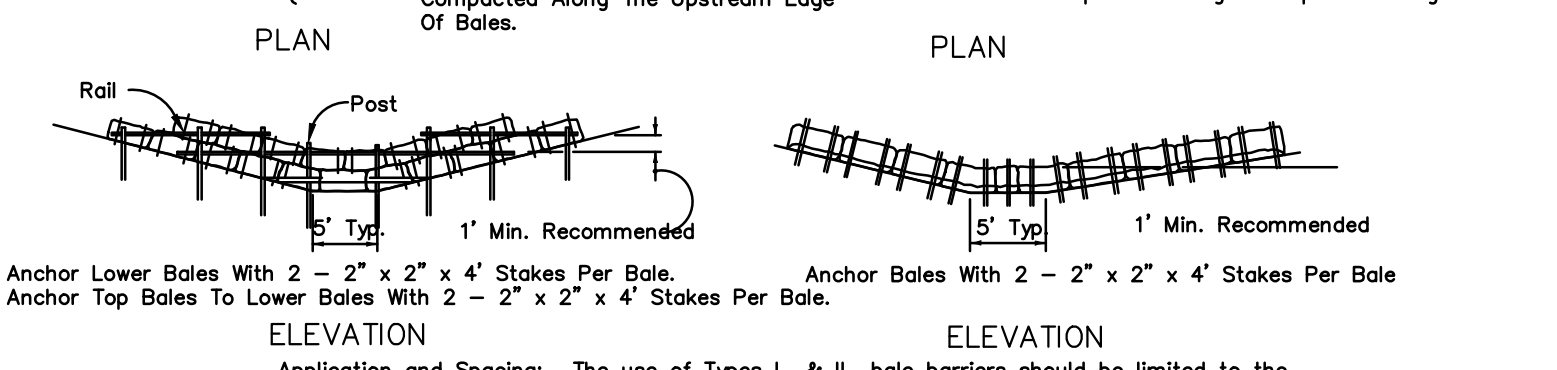 Compacted Along The Upstream Edge
Of Bales.
PLAN
PLAN
Rail
Post
5' Typ.
1' Min. Recommended
5' Typ.
1' Min. Recommended
Anchor Lower Bales With 2 – 2" x 2" x 4' Stakes Per Bale.
Anchor Top Bales To Lower Bales With 2 – 2" x 2" x 4' Stakes Per Bale.
Anchor Bales With 2 – 2" x 2" x 4' Stakes Per Bale
ELEVATION
ELEVATION
Application and Spacing: The use of Types I & II bale barriers should be limited to the